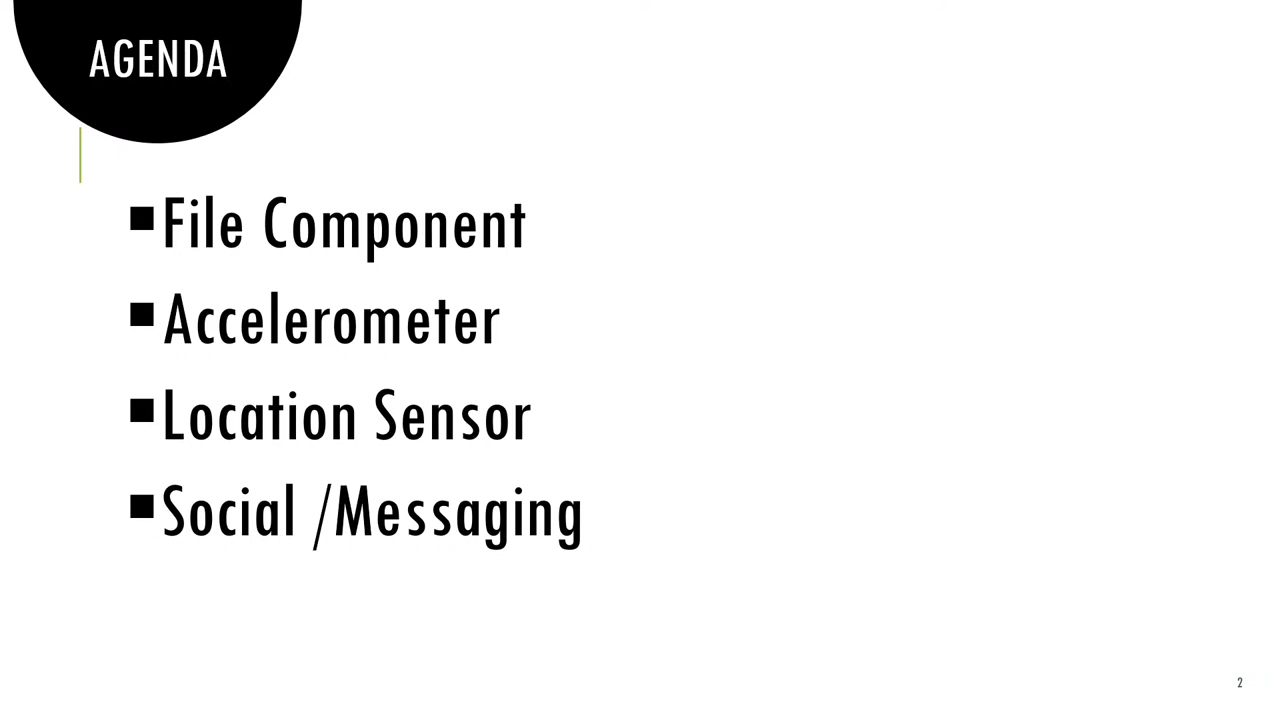 AGENDA
▪File Component
▪Accelerometer
▪Location Sensor
▪Social /Messaging
2